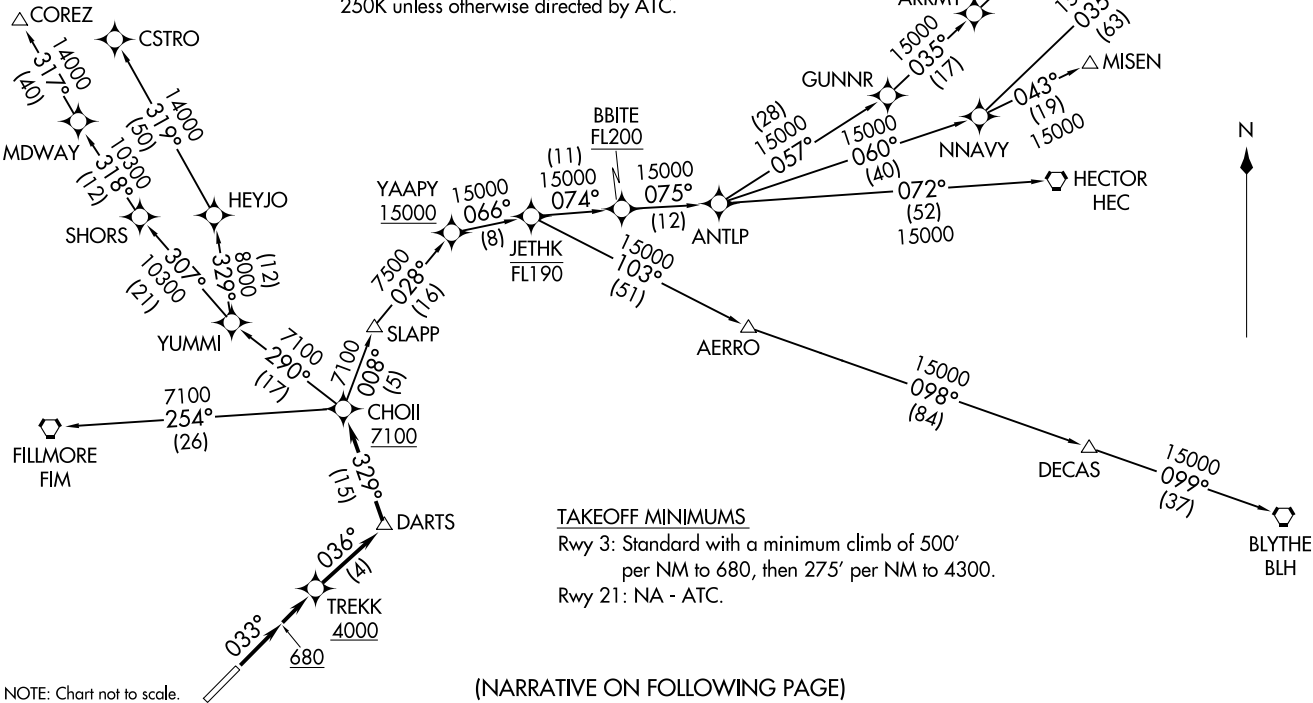 250K unless otherwise directed by ATC.
COREZ
14000
317°
(40)
MDWAY
10300
318°
(12)
SHORS
10300
307°
(21)
YUMMI
CSTRO
14000
319°
(50)
HEYJO
(12)
8000
329°
7100
290°
(17)
7100
254°
(26)
FILLMORE
FIM
CHOII
7100
329°
(15)
DARTS
036°
(4)
TREKK
4000
033°
680
7100
008°
(5)
SLAPP
7500
028°
(16)
YAAPY
15000
15000
066°
(8)
JETHK
FL190
(11)
15000
074°
BBITE
FL200
15000
075°
(12)
ANTLP
(28)
15000
057°
GUNNR
15000
035°
(17)
15000
060°
(40)
NNAVY
(63)
043°
(19)
15000
MISEN
072°
(52)
15000
HECTOR
HEC
N
15000
103°
(51)
AERRO
15000
098°
(84)
DECAS
15000
099°
(37)
BLYTHE
BLH
TAKEOFF MINIMUMS
Rwy 3: Standard with a minimum climb of 500'
per NM to 680, then 275' per NM to 4300.
Rwy 21: NA - ATC.
NOTE: Chart not to scale.
(NARRATIVE ON FOLLOWING PAGE)